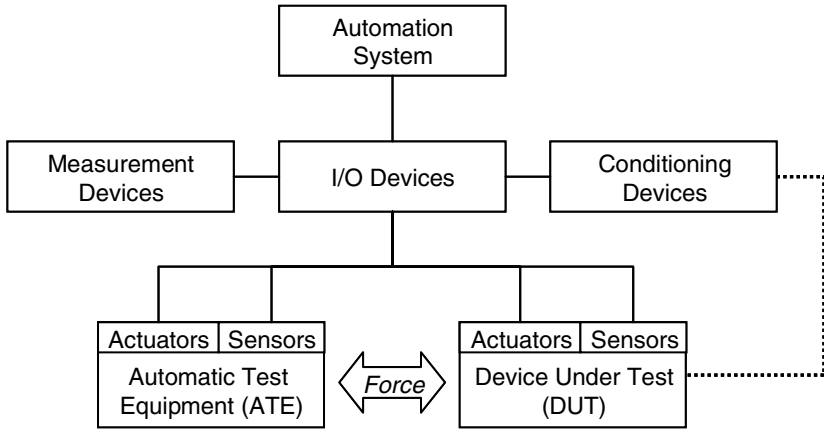 Automation
System
Measurement
Devices
I/O Devices
Conditioning
Devices
Actuators
Sensors
Automatic Test
Equipment (ATE)
Force
Actuators
Sensors
Device Under Test
(DUT)